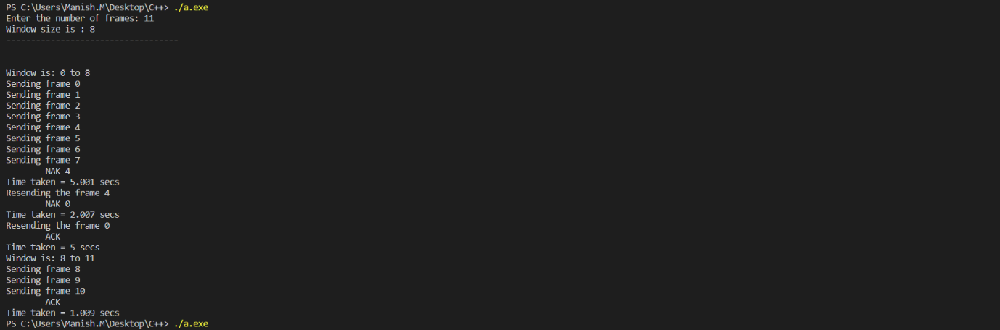 PS C:\Users\Manish.M\Desktop\C++> ./a.exe
Enter the number of frames: 11
Window size is : 8
-----------------------------------
Window is: 0 to 8
Sending frame 0
Sending frame 1
Sending frame 2
Sending frame 3
Sending frame 4
Sending frame 5
Sending frame 6
Sending frame 7
NAK 4
Time taken = 5.001 secs
Resending the frame 4
NAK 0
Time taken = 2.007 secs
Resending the frame 0
ACK
Time taken = 5 secs
Window is: 8 to 11
Sending frame 8
Sending frame 9
Sending frame 10
ACK
Time taken = 1.009 secs
PS C:\Users\Manish.M\Desktop\C++> ./a.exe